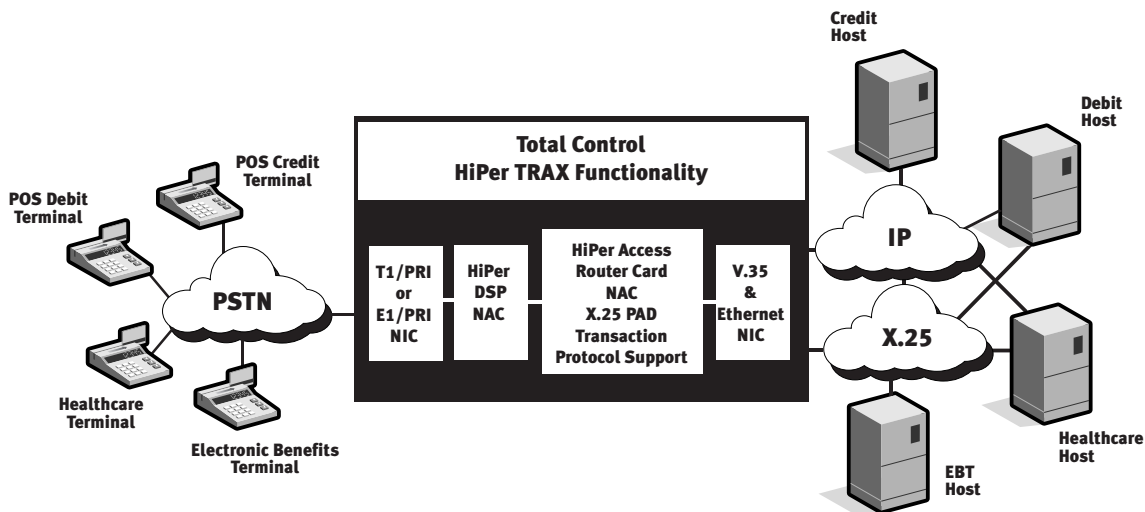 Credit
Host
Debit
Host
Total Control
HiPer TRAX Functionality
POS Credit
Terminal
POS Debit
Terminal
PSTN
Healthcare
Terminal
Electronic Benefits
Terminal
T1/PRI
or
E1/PRI
NIC
HiPer
DSP
NAC
HiPer Access
Router Card
NAC
X.25 PAD
Transaction
Protocol Support
V.35
&
Ethernet
NIC
IP
X.25
Healthcare
Host
EBT
Host